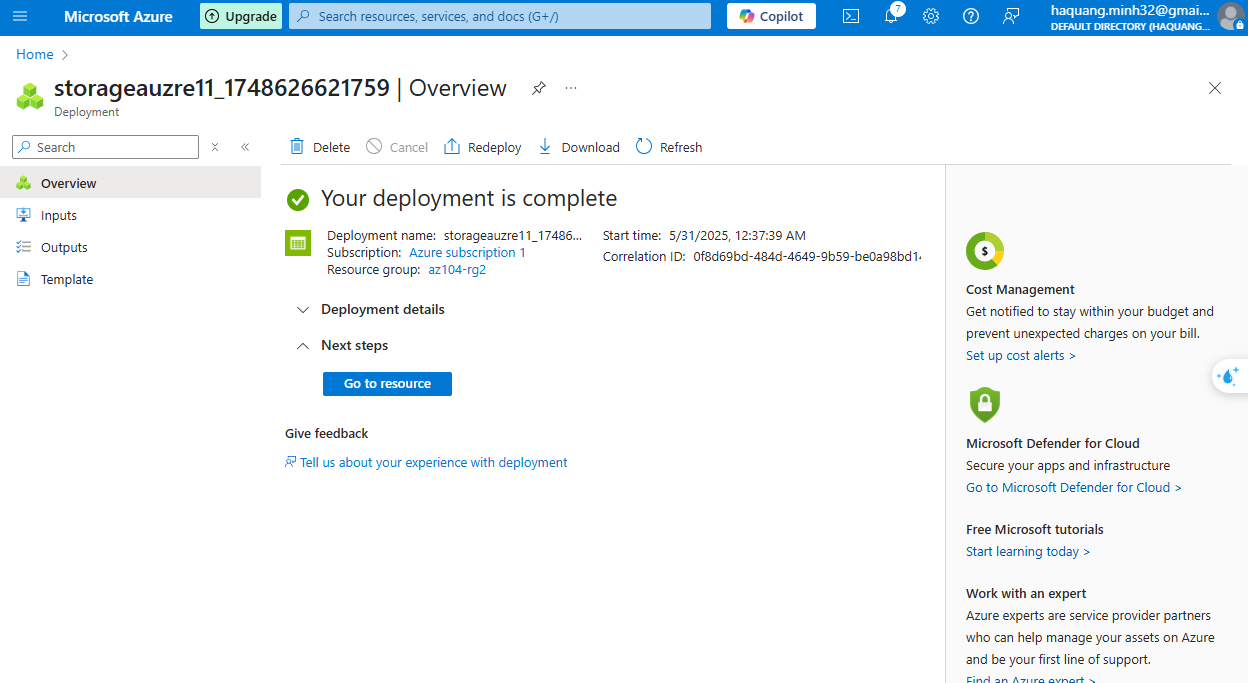 Microsoft Azure
Upgrade
Search resources, services, and docs (G+/)
Copilot
7
haquang.minh32@gmai...
DEFAULT DIRECTORY (HAQUANG...
Home
storageauzre11_1748626621759 | Overview
Deployment
Search
Delete
Cancel
Redeploy
Download
Refresh
Overview
Inputs
Outputs
Template
Your deployment is complete
Deployment name: storageauzre11_17486...
Subscription: Azure subscription 1
Resource group: az104-rg2
Start time: 5/31/2025, 12:37:39 AM
Correlation ID: 0f8d69bd-484d-4649-9b59-be0a98bd14
Deployment details
Next steps
Go to resource
Give feedback
Tell us about your experience with deployment
$
Cost Management
Get notified to stay within your budget and
prevent unexpected charges on your bill.
Set up cost alerts >
Microsoft Defender for Cloud
Secure your apps and infrastructure
Go to Microsoft Defender for Cloud >
Free Microsoft tutorials
Start learning today >
Work with an expert
Azure experts are service provider partners
who can help manage your assets on Azure
and be your first line of support.
Find an Azure expert >